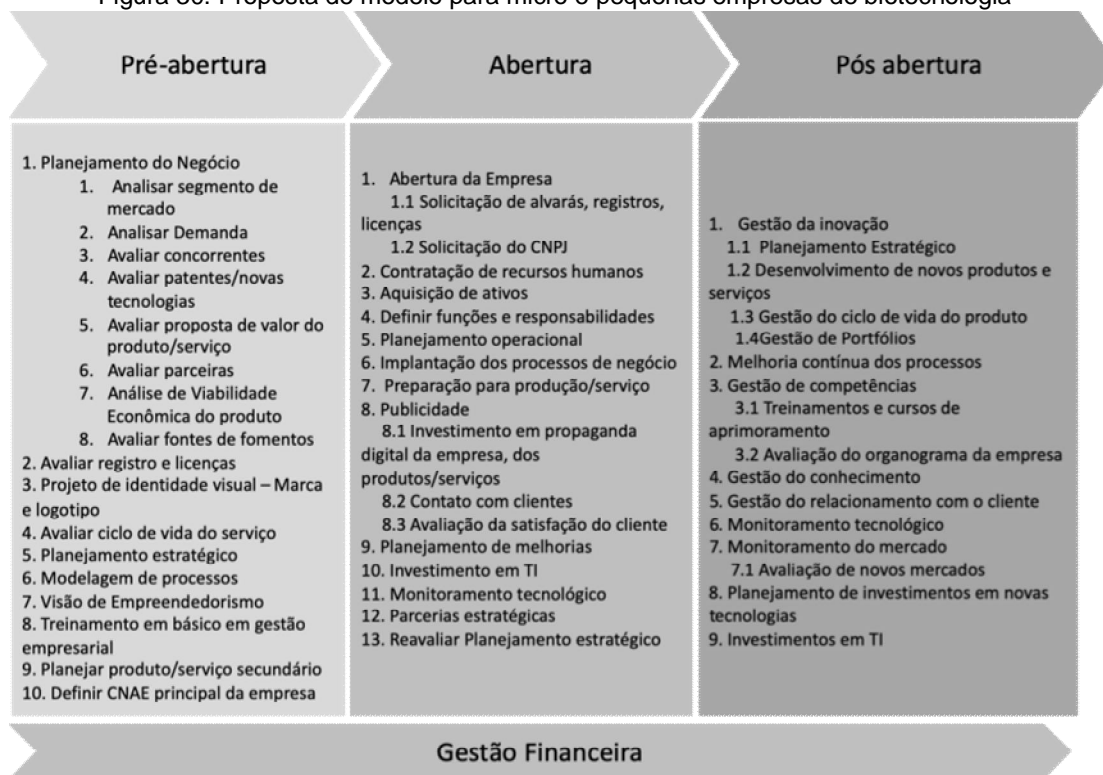 Figura 36. Proposta de modelo para micro e pequenas empresas de biotecnologia
Pré-abertura
Abertura
Pós abertura
1. Planejamento do Negócio
1. Analisar segmento de
mercado
2. Analisar Demanda
3. Avaliar concorrentes
4. Avaliar patentes/novas
tecnologias
5. Avaliar proposta de valor do
produto/serviço
6. Avaliar parceiras
7. Análise de Viabilidade
Econômica do produto
8. Avaliar fontes de fomentos
2. Avaliar registro e licenças
3. Projeto de identidade visual – Marca
e logotipo
4. Avaliar ciclo de vida do serviço
5. Planejamento estratégico
6. Modelagem de processos
7. Visão de Empreendedorismo
8. Treinamento em básico em gestão
empresarial
9. Planejar produto/serviço secundário
10. Definir CNAE principal da empresa
1. Abertura da Empresa
1.1 Solicitação de alvarás, registros,
licenças
1.2 Solicitação do CNPJ
2. Contratação de recursos humanos
3. Aquisição de ativos
4. Definir funções e responsabilidades
5. Planejamento operacional
6. Implantação dos processos de negócio
7. Preparação para produção/serviço
8. Publicidade
8.1 Investimento em propaganda
digital da empresa, dos
produtos/serviços
8.2 Contato com clientes
8.3 Avaliação da satisfação do cliente
9. Planejamento de melhorias
10. Investimento em TI
11. Monitoramento tecnológico
12. Parcerias estratégicas
13. Reavaliar Planejamento estratégico
1. Gestão da inovação
1.1 Planejamento Estratégico
1.2 Desenvolvimento de novos produtos e
serviços
1.3 Gestão do ciclo de vida do produto
1.4Gestão de Portfólios
2. Melhoria contínua dos processos
3. Gestão de competências
3.1 Treinamentos e cursos de
aprimoramento
3.2 Avaliação do organograma da empresa
4. Gestão do conhecimento
5. Gestão do relacionamento com o cliente
6. Monitoramento tecnológico
7. Monitoramento do mercado
7.1 Avaliação de novos mercados
8. Planejamento de investimentos em novas
tecnologias
9. Investimentos em TI
Gestão Financeira